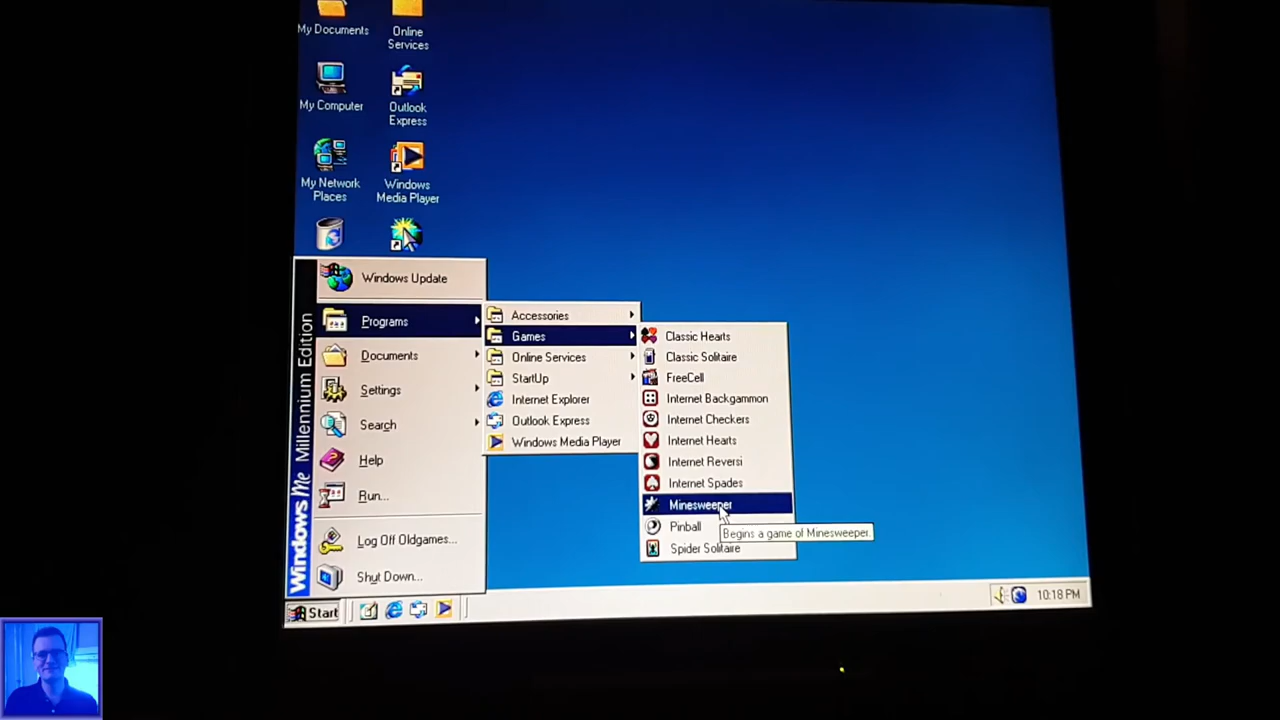 My Documents
Online
Services
My Computer
Outlook
Express
My Network
Places
Windows
Media Player
Windows Me Millennium Edition
Windows Update
Programs
Documents
Settings
Search
Help
Run...
Log Off Oldgames...
Shut Down...
Accessories
Games
Online Services
StartUp
Internet Explorer
Outlook Express
Windows Media Player
Classic Hearts
Classic Solitaire
FreeCell
Internet Backgammon
Internet Checkers
Internet Hearts
Internet Reversi
Internet Spades
Minesweeper
Pinball
Begins a game of Minesweeper.
Spider Solitaire
Start
10:18 PM